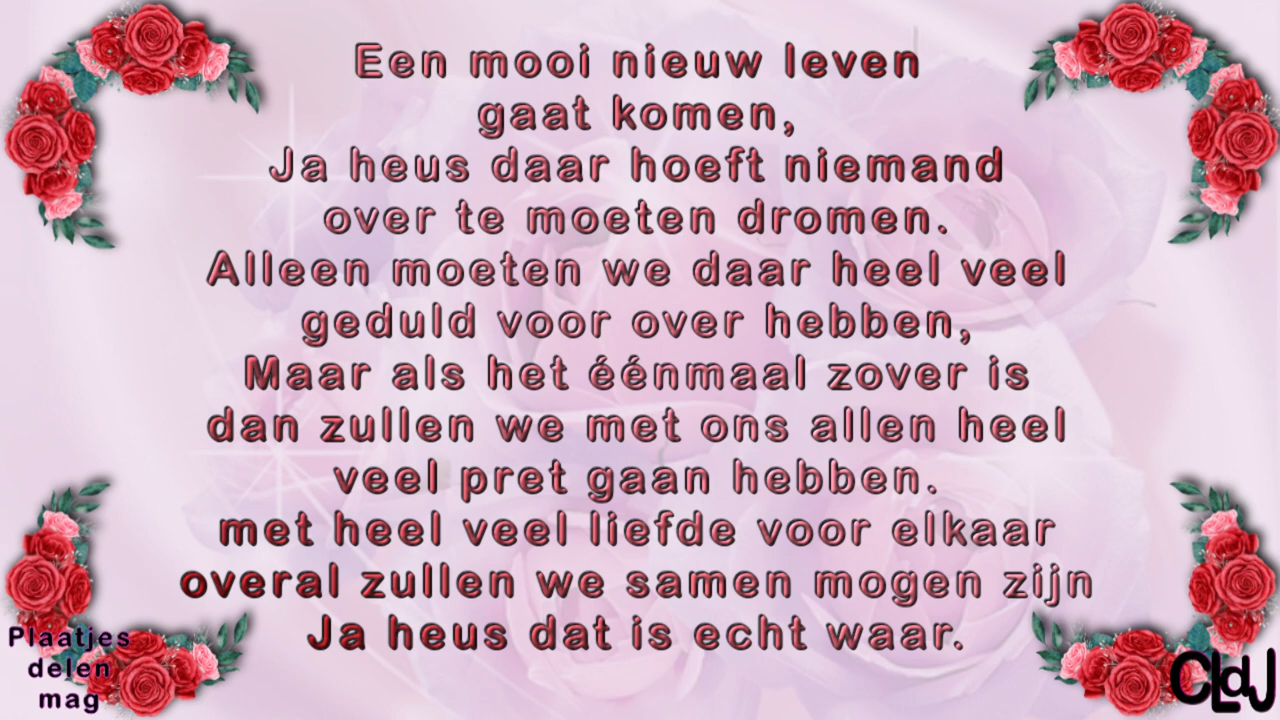 Een mooi nieuw leven
gaat komen,
Ja heus daar hoeft niemand
over te moeten dromen.
Alleen moeten we daar heel veel
geduld voor over hebben,
Maar als het éénmaal zover is
dan zullen we met ons allen heel
veel pret gaan hebben.
met heel veel liefde voor elkaar
overal zullen we samen mogen zijn
Ja heus dat is echt waar.
Plaatjes
delen
mag
CLdJ